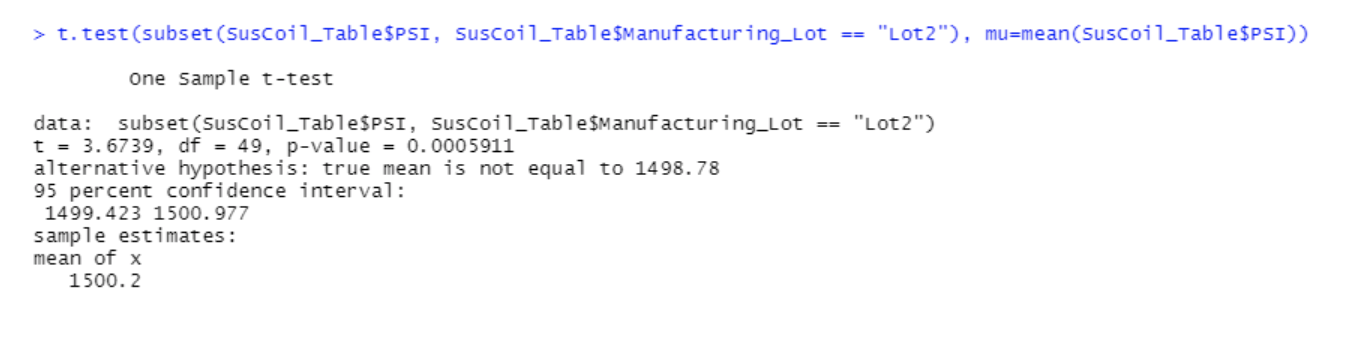 > t.test(subset(SusCoil_Table$PSI, SusCoil_Table$Manufacturing_Lot == "Lot2"), mu=mean(SusCoil_Table$PSI))
One Sample t-test
data:  subset(SusCoil_Table$PSI, SusCoil_Table$Manufacturing_Lot == "Lot2")
t = 3.6739, df = 49, p-value = 0.0005911
alternative hypothesis: true mean is not equal to 1498.78
95 percent confidence interval:
1499.423 1500.977
sample estimates:
mean of x
1500.2